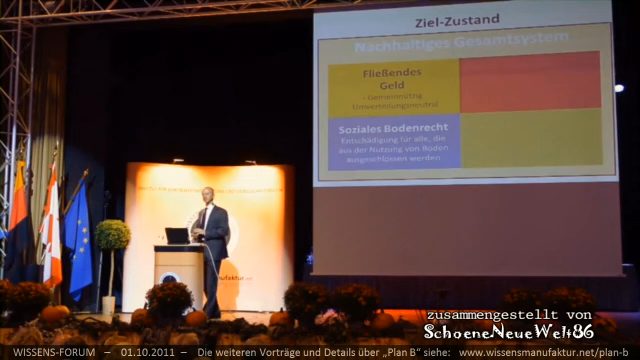 Ziel-Zustand
Nachhaltiges Gesamtsystem
Fließendes
Geld
- Gemeinnützig
Umverteilungsneutral
Soziales Bodenrecht
Entschädigung für alle, die
aus der Nutzung von Boden
ausgeschlossen werden
zusammengestellt von
SchoeneNeueWelt86
WISSENS-FORUM – 01.10.2011 – Die weiteren Vorträge und Details über „Plan B“ siehe: www.wissensmanufaktur.net/plan-b